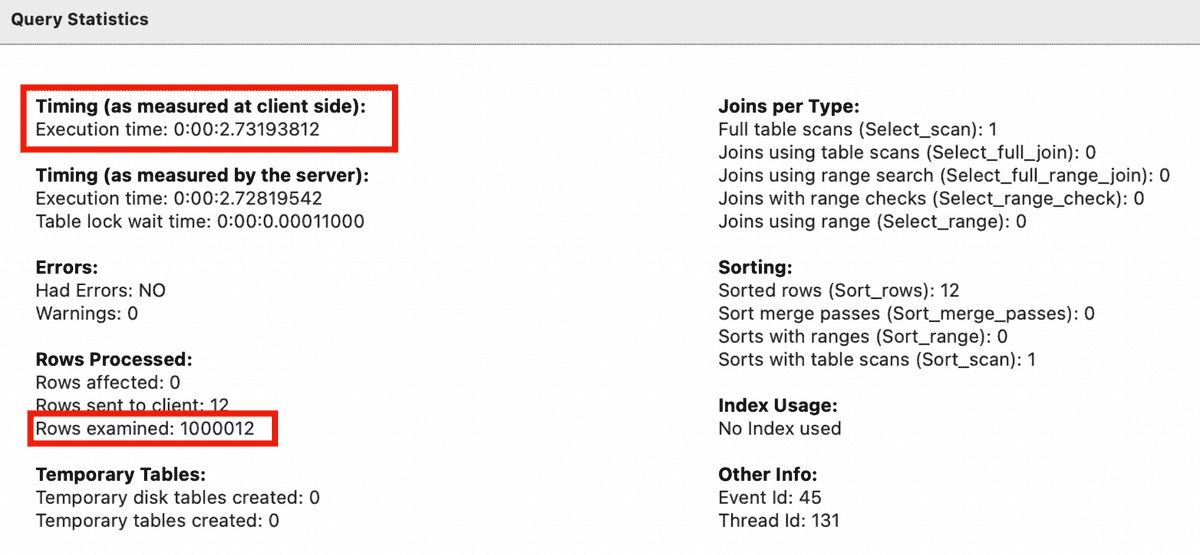 Query Statistics
Timing (as measured at client side):
Execution time: 0:00:2.73193812
Timing (as measured by the server):
Execution time: 0:00:2.72819542
Table lock wait time: 0:00:0.00011000
Errors:
Had Errors: NO
Warnings: 0
Rows Processed:
Rows affected: 0
Rows sent to client: 12
Rows examined: 1000012
Temporary Tables:
Temporary disk tables created: 0
Temporary tables created: 0
Joins per Type:
Full table scans (Select_scan): 1
Joins using table scans (Select_full_join): 0
Joins using range search (Select_full_range_join): 0
Joins with range checks (Select_range_check): 0
Joins using range (Select_range): 0
Sorting:
Sorted rows (Sort_rows): 12
Sort merge passes (Sort_merge_passes): 0
Sorts with ranges (Sort_range): 0
Sorts with table scans (Sort_scan): 1
Index Usage:
No Index used
Other Info:
Event Id: 45
Thread Id: 131